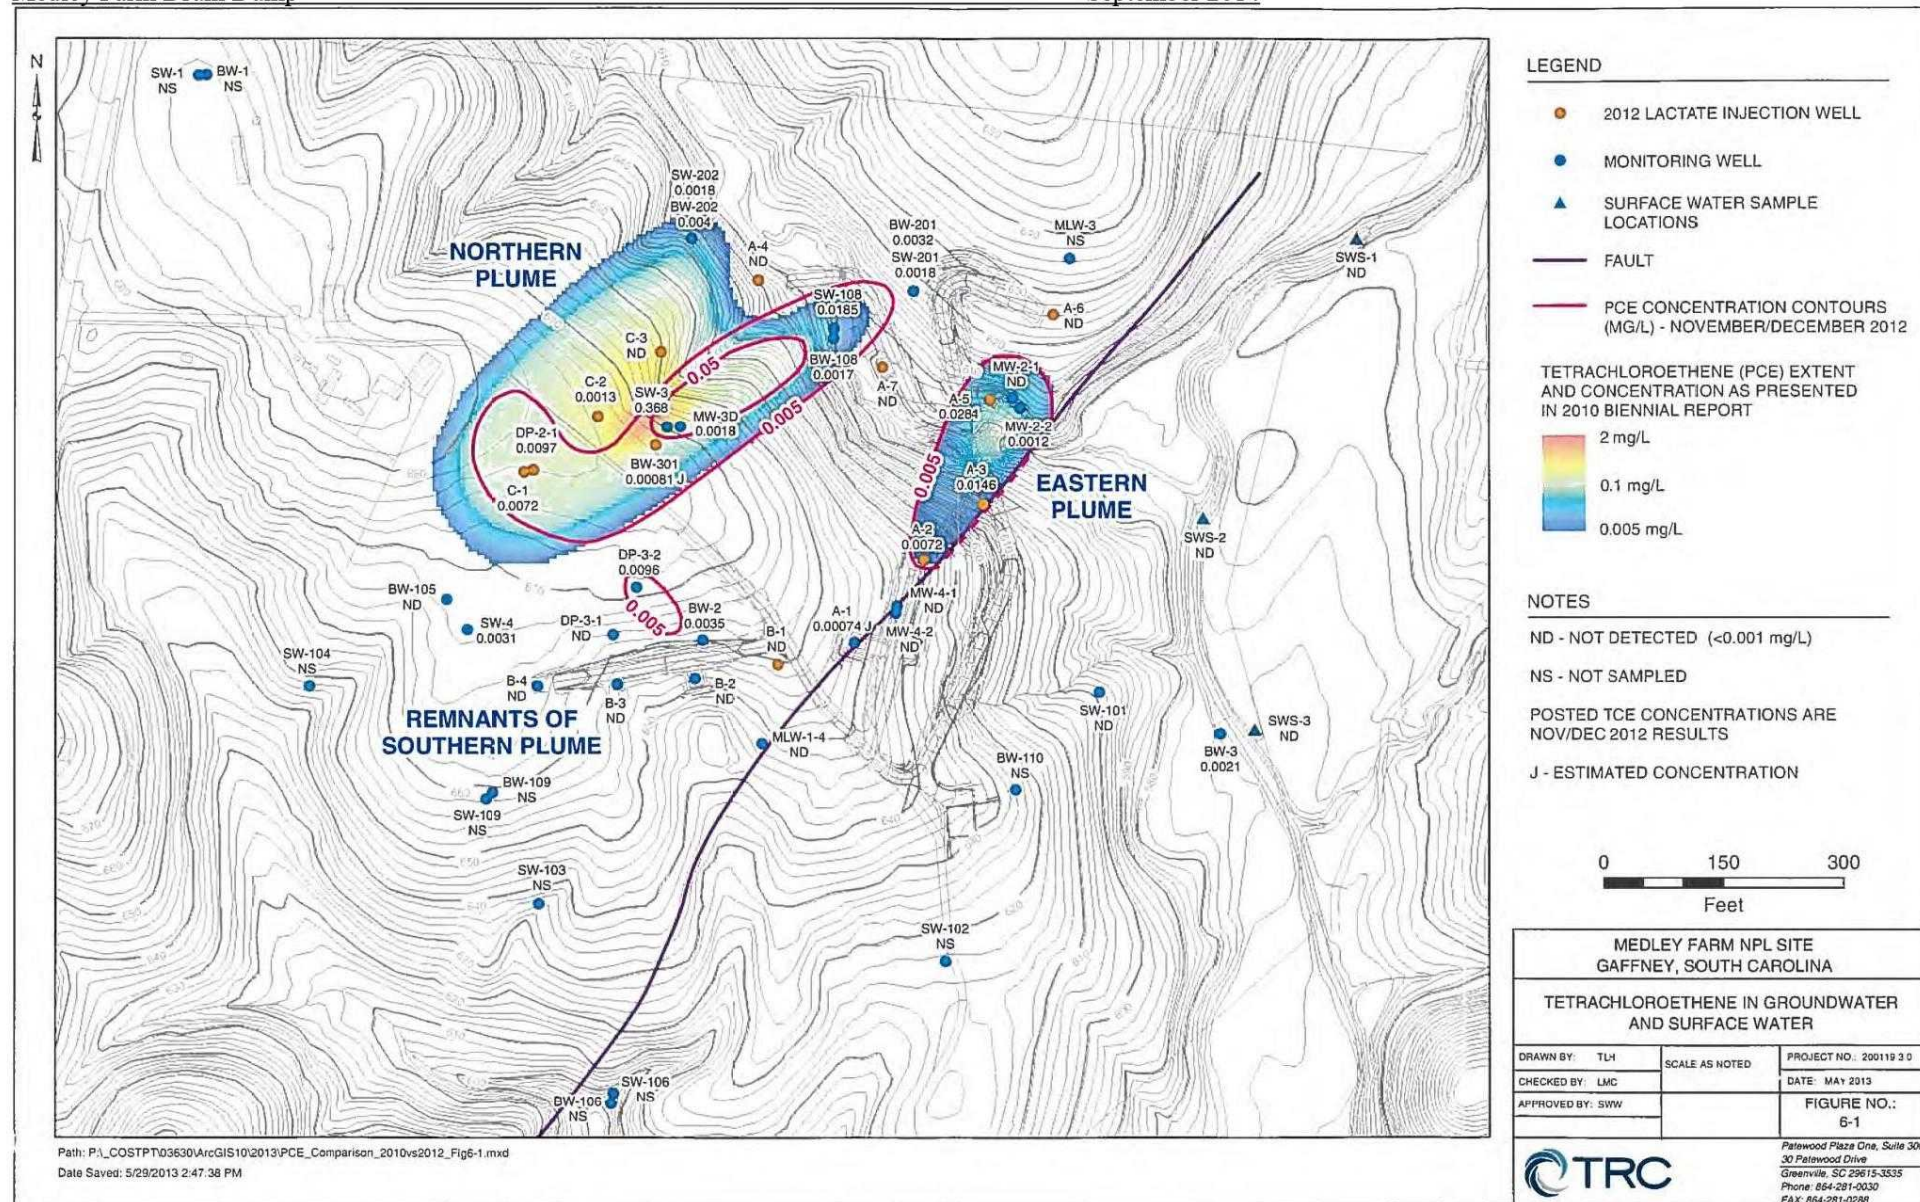 September 2014
N
SW-1
NS
BW-1
NS
SW-202
0.0018
BW-202
0.004
NORTHERN
PLUME
A-4
ND
BW-201
0.0032
SW-201
0.0018
MLW-3
NS
SWS-1
ND
SW-108
0.0185
A-6
ND
C-3
ND
0.05
BW-108
0.0017
A-7
ND
MW-2-1
ND
C-2
0.0013
SW-3
0.368
MW-3D
0.0018
0.005
A-5
0.0284
MW-2-2
0.0012
DP-2-1
0.0097
BW-301
0.00081 J
C-1
0.0072
0.005
A-3
0.0146
EASTERN
PLUME
A-2
0.0072
SWS-2
ND
DP-3-2
0.0096
0.005
BW-105
ND
SW-4
0.0031
DP-3-1
ND
BW-2
0.0035
B-1
ND
A-1
0.00074 J
MW-4-1
ND
MW-4-2
ND
SW-104
NS
B-4
ND
B-3
ND
B-2
ND
REMNANTS OF
SOUTHERN PLUME
MLW-1-4
ND
SW-101
ND
BW-3
0.0021
SWS-3
ND
BW-110
NS
BW-109
NS
SW-109
NS
SW-103
NS
SW-102
NS
SW-106
NS
BW-106
NS
LEGEND
2012 LACTATE INJECTION WELL
MONITORING WELL
SURFACE WATER SAMPLE
LOCATIONS
FAULT
PCE CONCENTRATION CONTOURS
(MG/L) - NOVEMBER/DECEMBER 2012
TETRACHLOROETHENE (PCE) EXTENT
AND CONCENTRATION AS PRESENTED
IN 2010 BIENNIAL REPORT
2 mg/L
0.1 mg/L
0.005 mg/L
NOTES
ND - NOT DETECTED (<0.001 mg/L)
NS - NOT SAMPLED
POSTED TCE CONCENTRATIONS ARE
NOV/DEC 2012 RESULTS
J - ESTIMATED CONCENTRATION
0 150 300
Feet
MEDLEY FARM NPL SITE
GAFFNEY, SOUTH CAROLINA
TETRACHLOROETHENE IN GROUNDWATER
AND SURFACE WATER
DRAWN BY: TLH
SCALE AS NOTED
PROJECT NO.: 200119 3 0
CHECKED BY: LMC
DATE: MAY 2013
APPROVED BY: SWW
FIGURE NO.:
6-1
TRC
Patewood Plaza One, Suite 300
30 Patewood Drive
Greenville, SC 29615-3535
Phone: 864-281-0030
FAX: 864-281-0288
Path: P:\_COSTPT\03630\ArcGIS10\2013\PCE_Comparison_2010vs2012_Fig6-1.mxd
Date Saved: 5/29/2013 2:47:38 PM